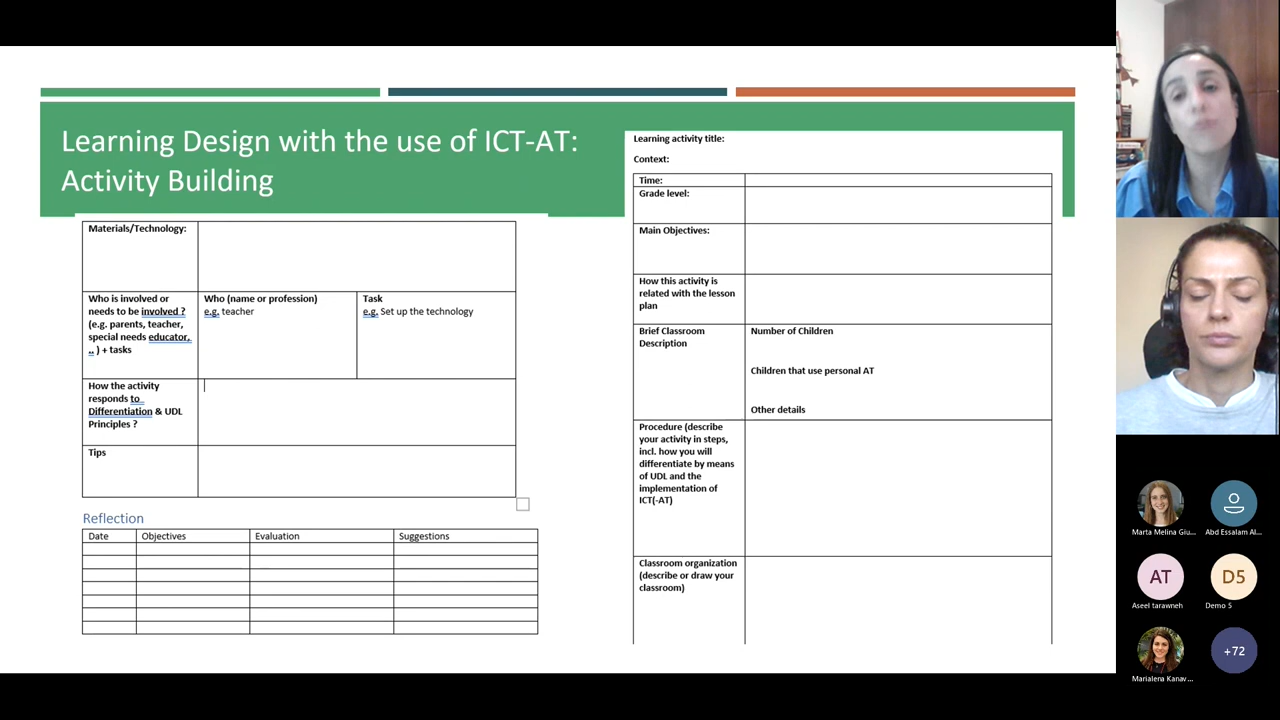 Learning Design with the use of ICT-AT:
Activity Building
Materials/Technology:
Who is involved or
needs to be involved ?
(e.g. parents, teacher,
special needs educator,
.. ) + tasks
Who (name or profession)
e.g. teacher
Task
e.g. Set up the technology
How the activity
responds to
Differentiation & UDL
Principles ?
Tips
Reflection
Date
Objectives
Evaluation
Suggestions
Learning activity title:
Context:
Time:
Grade level:
Main Objectives:
How this activity is
related with the lesson
plan
Brief Classroom
Description
Number of Children
Children that use personal AT
Other details
Procedure (describe
your activity in steps,
incl. how you will
differentiate by means
of UDL and the
implementation of
ICT(-AT)
Classroom organization
(describe or draw your
classroom)
Marta Melina Giu...
Abd Essalam Al...
AT
Aseel tarawneh
D5
Demo 5
Marialena Kanav...
+72